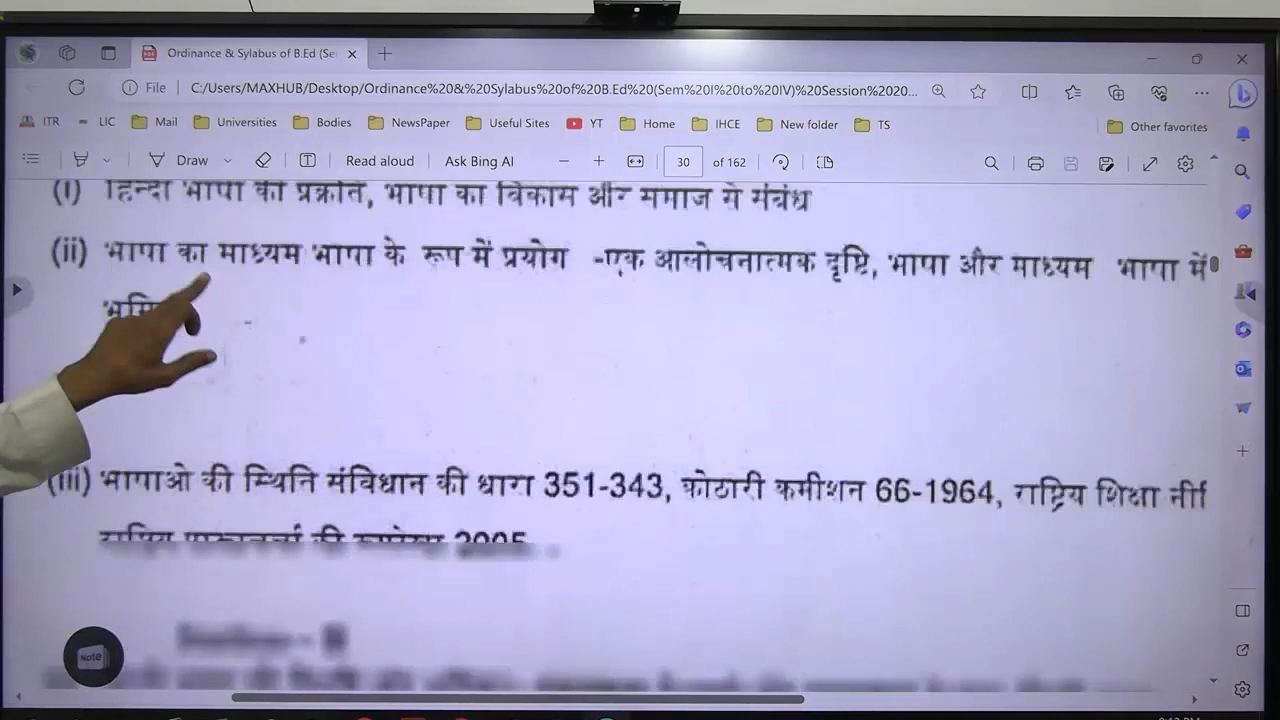 Ordinance & Sylabus of B.Ed (Se
File C:/Users/MAXHUB/Desktop/Ordinance%20&%20Sylabus%20of%20B.Ed%20(Sem%20I%20to%20IV)%20Session%2020...
ITR LIC Mail Universities Bodies NewsPaper Useful Sites YT Home IHCE New folder TS Other favorites
Draw Read aloud Ask Bing AI 30 of 162
(i) हिन्दी भाषा की प्रक्रति, भाषा का विकास और समाज से संबंध
(ii) भाषा का माध्यम भाषा के रूप में प्रयोग -एक आलोचनात्मक दृष्टि, भाषा और माध्यम भाषा में
(iii) भाषाओ की स्थिति संविधान की धारा 351-343, कोठारी कमीशन 66-1964, राष्ट्रिय शिक्षा
2005
Note